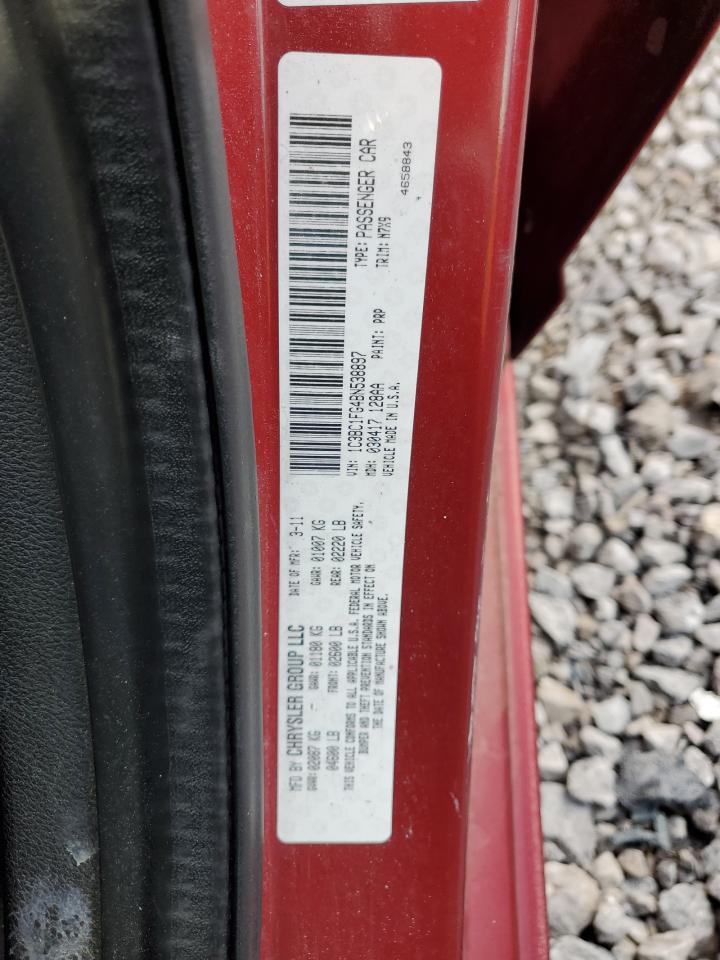 MFD BY CHRYSLER GROUP LLC DATE OF MFR: 3-11
GVWR: 02087 KG GAWR: 01180 KG GAWR: 01007 KG
04600 LB FRONT: 02600 LB REAR: 02220 LB
THIS VEHICLE CONFORMS TO ALL APPLICABLE U.S.A. FEDERAL MOTOR VEHICLE SAFETY,
BUMPER AND THEFT PREVENTION STANDARDS IN EFFECT ON
THE DATE OF MANUFACTURE SHOWN ABOVE.
VIN: 1C3BC1FG4BN538897 TYPE: PASSENGER CAR
MDH: 030417 128AA PAINT: PRP TRIM: N7X9
VEHICLE MADE IN U.S.A.
4658843